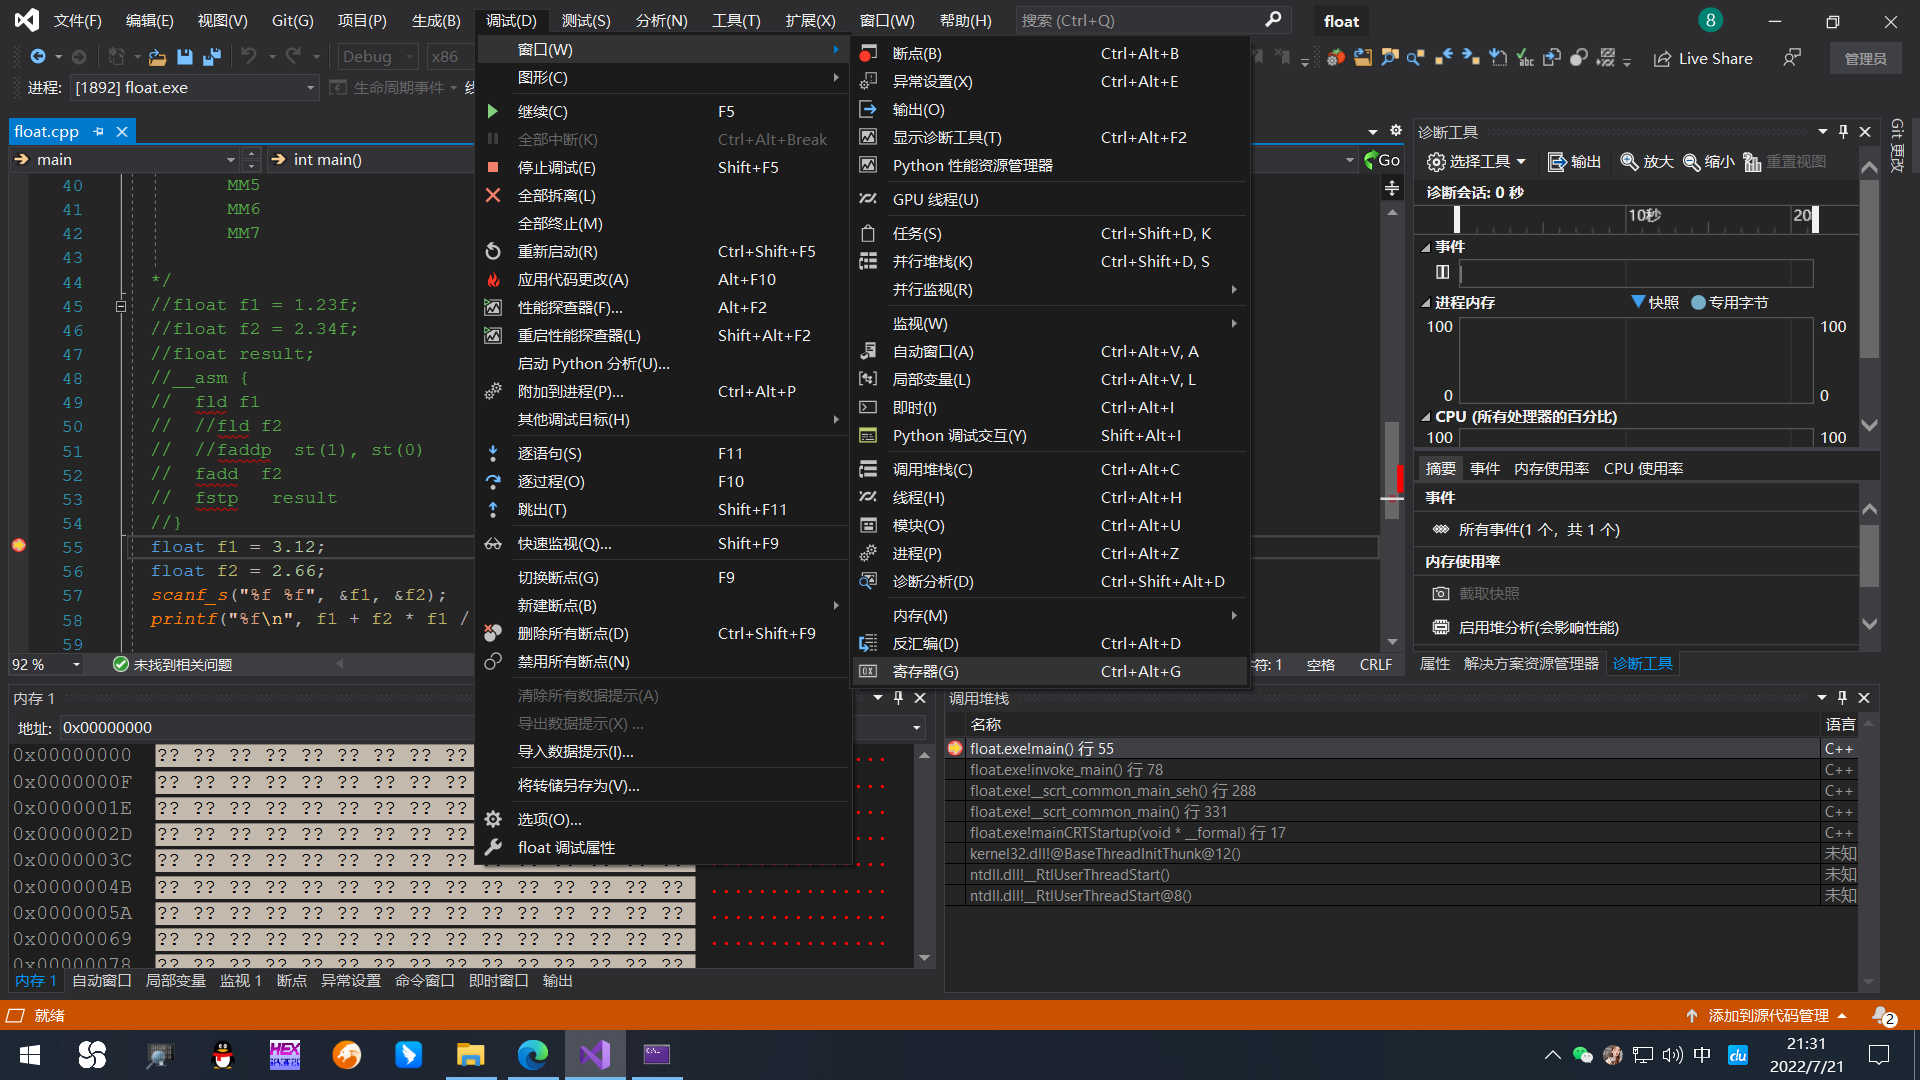 文件(F) 编辑(E) 视图(V) Git(G) 项目(P) 生成(B) 调试(D) 测试(S) 分析(N) 工具(T) 扩展(X) 窗口(W) 帮助(H) 搜索 (Ctrl+Q) float 8
Debug x86 Live Share 管理员
进程: [1892] float.exe 生命周期事件 线
float.cpp
main int main()
Go
40 MM5
41 MM6
42 MM7
43
44 */
45 //float f1 = 1.23f;
46 //float f2 = 2.34f;
47 //float result;
48 //__asm {
49 // fld f1
50 // //fld f2
51 // //faddp st(1), st(0)
52 // fadd f2
53 // fstp result
54 //}
55 float f1 = 3.12;
56 float f2 = 2.66;
57 scanf_s("%f %f", &f1, &f2);
58 printf("%f\n", f1 + f2 * f1 /
59
92 % 未找到相关问题 符: 1 空格 CRLF
窗口(W)
图形(C)
继续(C) F5
全部中断(K) Ctrl+Alt+Break
停止调试(E) Shift+F5
全部拆离(L)
全部终止(M)
重新启动(R) Ctrl+Shift+F5
应用代码更改(A) Alt+F10
性能探查器(F)... Alt+F2
重启性能探查器(L) Shift+Alt+F2
启动 Python 分析(U)...
附加到进程(P)... Ctrl+Alt+P
其他调试目标(H)
逐语句(S) F11
逐过程(O) F10
跳出(T) Shift+F11
快速监视(Q)... Shift+F9
切换断点(G) F9
新建断点(B)
删除所有断点(D) Ctrl+Shift+F9
禁用所有断点(N)
清除所有数据提示(A)
导出数据提示(X) ...
导入数据提示(I)...
将转储另存为(V)...
选项(O)...
float 调试属性
断点(B) Ctrl+Alt+B
异常设置(X) Ctrl+Alt+E
输出(O)
显示诊断工具(T) Ctrl+Alt+F2
Python 性能资源管理器
GPU 线程(U)
任务(S) Ctrl+Shift+D, K
并行堆栈(K) Ctrl+Shift+D, S
并行监视(R)
监视(W)
自动窗口(A) Ctrl+Alt+V, A
局部变量(L) Ctrl+Alt+V, L
即时(I) Ctrl+Alt+I
Python 调试交互(Y) Shift+Alt+I
调用堆栈(C) Ctrl+Alt+C
线程(H) Ctrl+Alt+H
模块(O) Ctrl+Alt+U
进程(P) Ctrl+Alt+Z
诊断分析(D) Ctrl+Shift+Alt+D
内存(M)
反汇编(D) Ctrl+Alt+D
寄存器(G) Ctrl+Alt+G
诊断工具
选择工具 输出 放大 缩小 重置视图
诊断会话: 0 秒
10秒 20
事件
进程内存 快照 专用字节
100 100
0 0
CPU (所有处理器的百分比)
100 100
摘要 事件 内存使用率 CPU 使用率
事件
所有事件(1 个，共 1 个)
内存使用率
截取快照
启用堆分析(会影响性能)
属性 解决方案资源管理器 诊断工具
Git 更改
内存 1
地址: 0x00000000
0x00000000 ?? ?? ?? ?? ?? ?? ?? ?? ?? . . . . .
0x0000000F ?? ?? ?? ?? ?? ?? ?? ?? ??
0x0000001E ?? ?? ?? ?? ?? ?? ?? ?? ??
0x0000002D ?? ?? ?? ?? ?? ?? ?? ?? ??
0x0000003C ?? ?? ?? ?? ?? ?? ?? ?? ??
0x0000004B ?? ?? ?? ?? ?? ?? ?? ?? ?? ?? ?? ?? ?? ?? ?? ...............
0x0000005A ?? ?? ?? ?? ?? ?? ?? ?? ?? ?? ?? ?? ?? ?? ?? ...............
0x00000069 ?? ?? ?? ?? ?? ?? ?? ?? ?? ?? ?? ?? ?? ?? ?? ...............
0x00000078 ?? ?? ?? ?? ?? ?? ?? ?? ?? ?? ?? ?? ?? ?? ??
内存 1 自动窗口 局部变量 监视 1 断点 异常设置 命令窗口 即时窗口 输出
调用堆栈
名称 语言
float.exe!main() 行 55 C++
float.exe!invoke_main() 行 78 C++
float.exe!__scrt_common_main_seh() 行 288 C++
float.exe!__scrt_common_main() 行 331 C++
float.exe!mainCRTStartup(void * __formal) 行 17 C++
kernel32.dll!@BaseThreadInitThunk@12() 未知
ntdll.dll!__RtlUserThreadStart() 未知
ntdll.dll!__RtlUserThreadStart@8() 未知
就绪 添加到源代码管理 2
HEX
中 du 21:31
2022/7/21